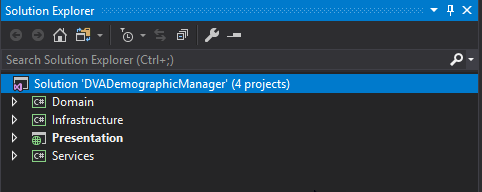 Solution Explorer
Search Solution Explorer (Ctrl+;)
Solution 'DVADemographicManager' (4 projects)
C# Domain
C# Infrastructure
Presentation
C# Services